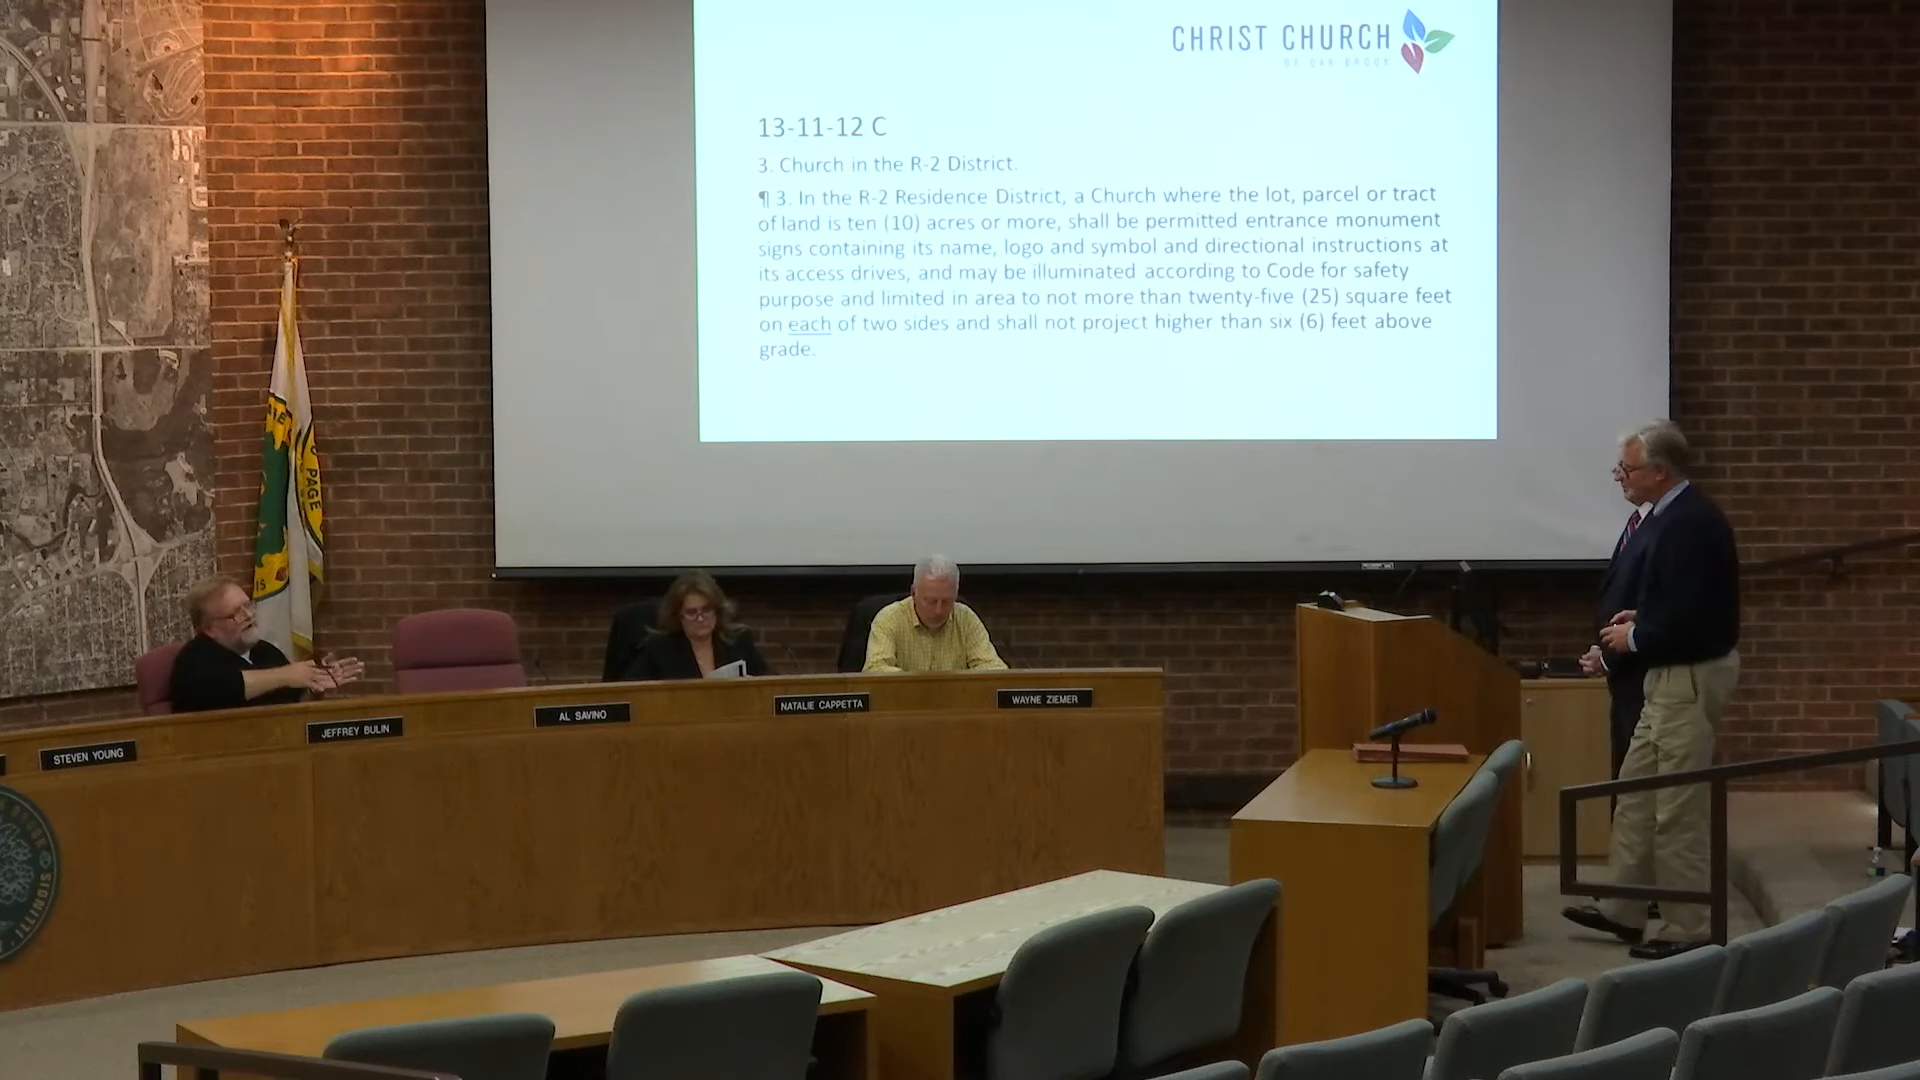 CHRIST CHURCH
OF OAK BROOK
13-11-12 C
3. Church in the R-2 District.
¶ 3. In the R-2 Residence District, a Church where the lot, parcel or tract
of land is ten (10) acres or more, shall be permitted entrance monument
signs containing its name, logo and symbol and directional instructions at
its access drives, and may be illuminated according to Code for safety
purpose and limited in area to not more than twenty-five (25) square feet
on each of two sides and shall not project higher than six (6) feet above
grade.
PAGE
STEVEN YOUNG
JEFFREY BULIN
AL SAVINO
NATALIE CAPPETTA
WAYNE ZIEMER
ILLINOIS